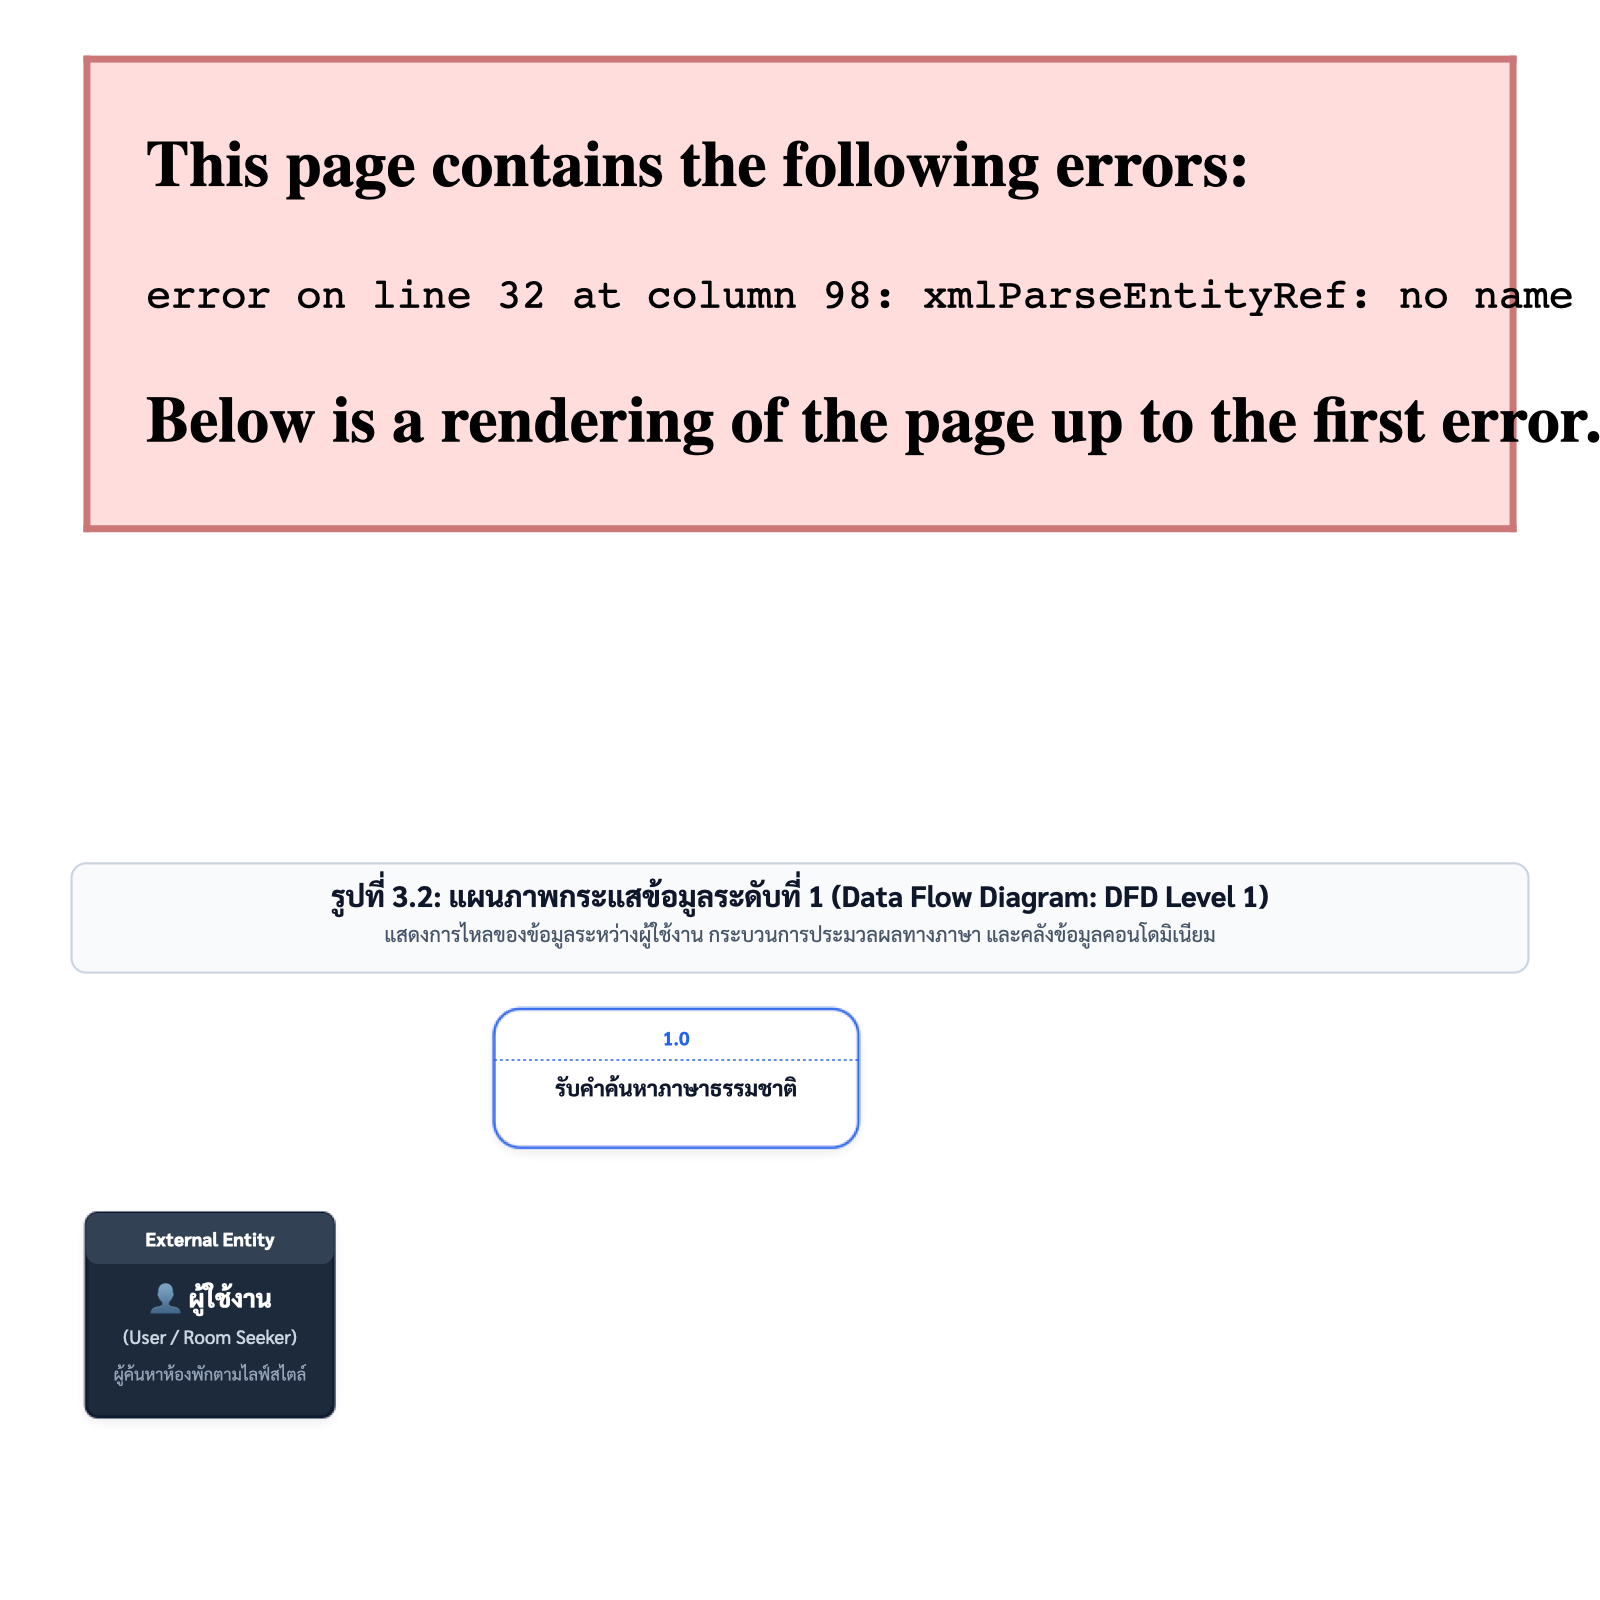 This page contains the following errors:
error on line 32 at column 98: xmlParseEntityRef: no name
Below is a rendering of the page up to the first error.
รูปที่ 3.2: แผนภาพกระแสข้อมูลระดับที่ 1 (Data Flow Diagram: DFD Level 1)
แสดงการไหลของข้อมูลระหว่างผู้ใช้งาน กระบวนการประมวลผลทางภาษา และคลังข้อมูลคอนโดมิเนียม
1.0
รับคำค้นหาภาษาธรรมชาติ
External Entity
ผู้ใช้งาน
(User / Room Seeker)
ผู้ค้นหาห้องพักตามไลฟ์สไตล์